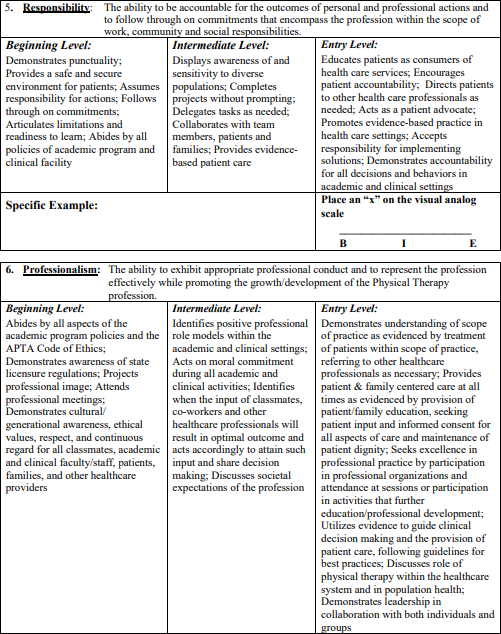 5. Responsibility: The ability to be accountable for the outcomes of personal and professional actions and
to follow through on commitments that encompass the profession within the scope of
work, community and social responsibilities.
Beginning Level:
Demonstrates punctuality;
Provides a safe and secure
environment for patients; Assumes
responsibility for actions; Follows
through on commitments;
Articulates limitations and
readiness to learn; Abides by all
policies of academic program and
clinical facility
Intermediate Level:
Displays awareness of and
sensitivity to diverse
populations; Completes
projects without prompting;
Delegates tasks as needed;
Collaborates with team
members, patients and
families; Provides evidence-
based patient care
Entry Level:
Educates patients as consumers of
health care services; Encourages
patient accountability; Directs patients
to other health care professionals as
needed; Acts as a patient advocate;
Promotes evidence-based practice in
health care settings; Accepts
responsibility for implementing
solutions; Demonstrates accountability
for all decisions and behaviors in
academic and clinical settings
Specific Example:
Place an “x” on the visual analog
scale
B I E
6. Professionalism: The ability to exhibit appropriate professional conduct and to represent the profession
effectively while promoting the growth/development of the Physical Therapy
profession.
Beginning Level:
Abides by all aspects of the
academic program policies and the
APTA Code of Ethics;
Demonstrates awareness of state
licensure regulations; Projects
professional image; Attends
professional meetings;
Demonstrates cultural/
generational awareness, ethical
values, respect, and continuous
regard for all classmates, academic
and clinical faculty/staff, patients,
families, and other healthcare
providers
Intermediate Level:
Identifies positive professional
role models within the
academic and clinical settings;
Acts on moral commitment
during all academic and
clinical activities; Identifies
when the input of classmates,
co-workers and other
healthcare professionals will
result in optimal outcome and
acts accordingly to attain such
input and share decision
making; Discusses societal
expectations of the profession
Entry Level:
Demonstrates understanding of scope
of practice as evidenced by treatment
of patients within scope of practice,
referring to other healthcare
professionals as necessary; Provides
patient & family centered care at all
times as evidenced by provision of
patient/family education, seeking
patient input and informed consent for
all aspects of care and maintenance of
patient dignity; Seeks excellence in
professional practice by participation
in professional organizations and
attendance at sessions or participation
in activities that further
education/professional development;
Utilizes evidence to guide clinical
decision making and the provision of
patient care, following guidelines for
best practices; Discusses role of
physical therapy within the healthcare
system and in population health;
Demonstrates leadership in
collaboration with both individuals and
groups